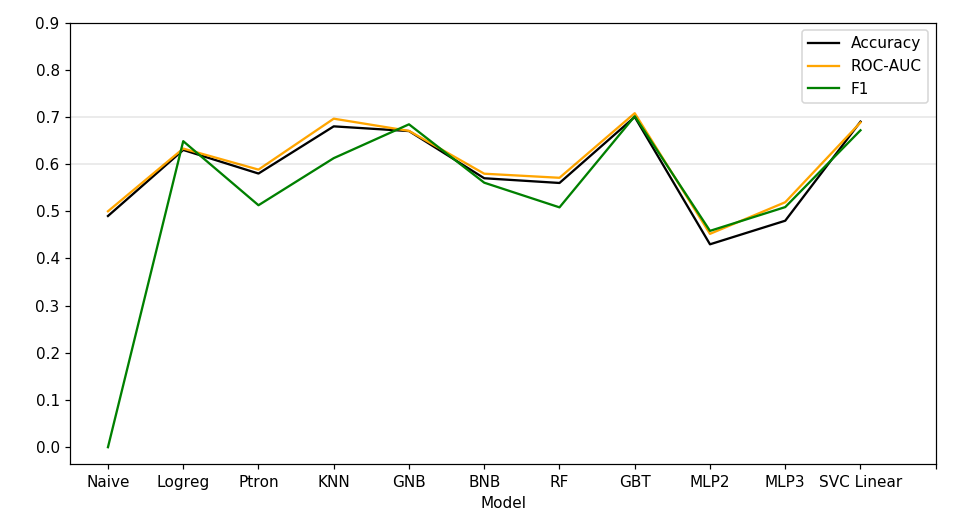 0.9
0.8
0.7
0.6
0.5
0.4
0.3
0.2
0.1
0.0
Accuracy
ROC-AUC
F1
Naive Logreg Ptron KNN GNB BNB RF GBT MLP2 MLP3 SVC Linear
Model